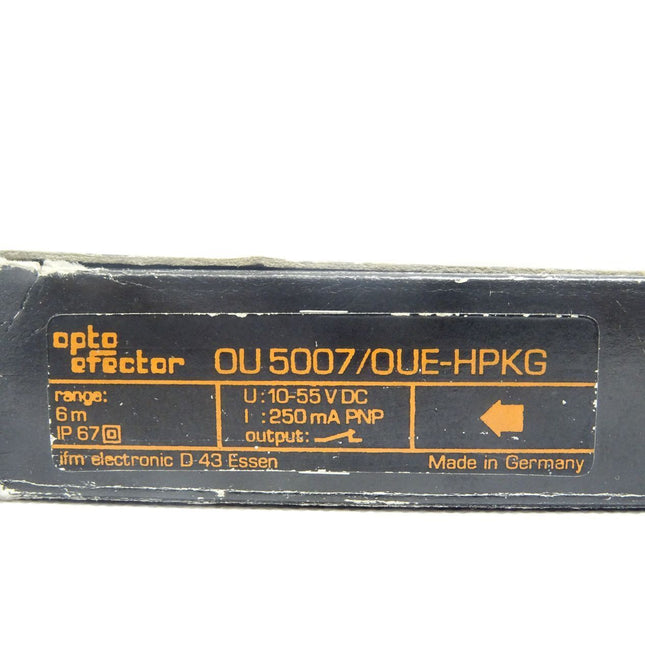 opto
efector
OU 5007/OUE-HPKG
range:
6 m
IP 67
U : 10-55 V DC
I : 250 mA PNP
output:
ifm electronic D-43 Essen
Made in Germany